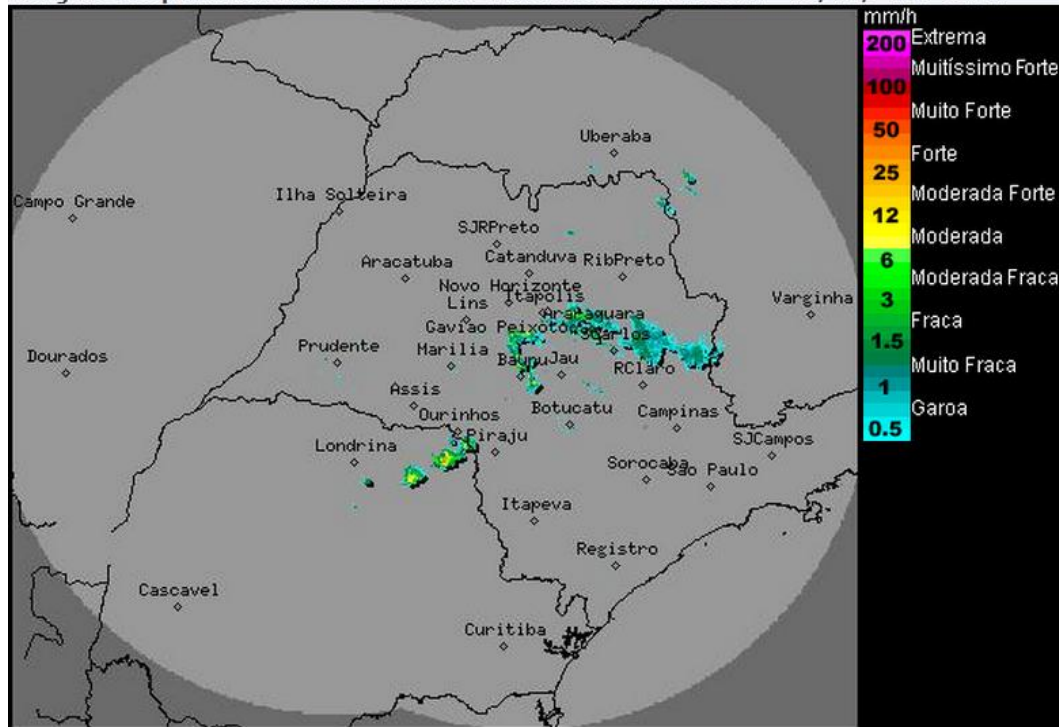 mm/h
200 Extrema
Muitíssimo Forte
100
Muito Forte
50
Forte
25
Moderada Forte
12
Moderada
6
Moderada Fraca
3
Fraca
1.5
Muito Fraca
1
Garoa
0.5
Uberaba
Campo Grande
Ilha Solteira
SJRPreto
Aracatuba
Catanduva
RibPreto
Novo Horizonte
Lins
Itapolis
Varginha
Araraquara
Gaviao Peixoto
SCarlos
Dourados
Prudente
Marilia
Bauru
Jau
RClaro
Assis
Ourinhos
Botucatu
Campinas
Londrina
Piraju
SJCampos
Sorocaba
Sao Paulo
Itapeva
Registro
Cascavel
Curitiba